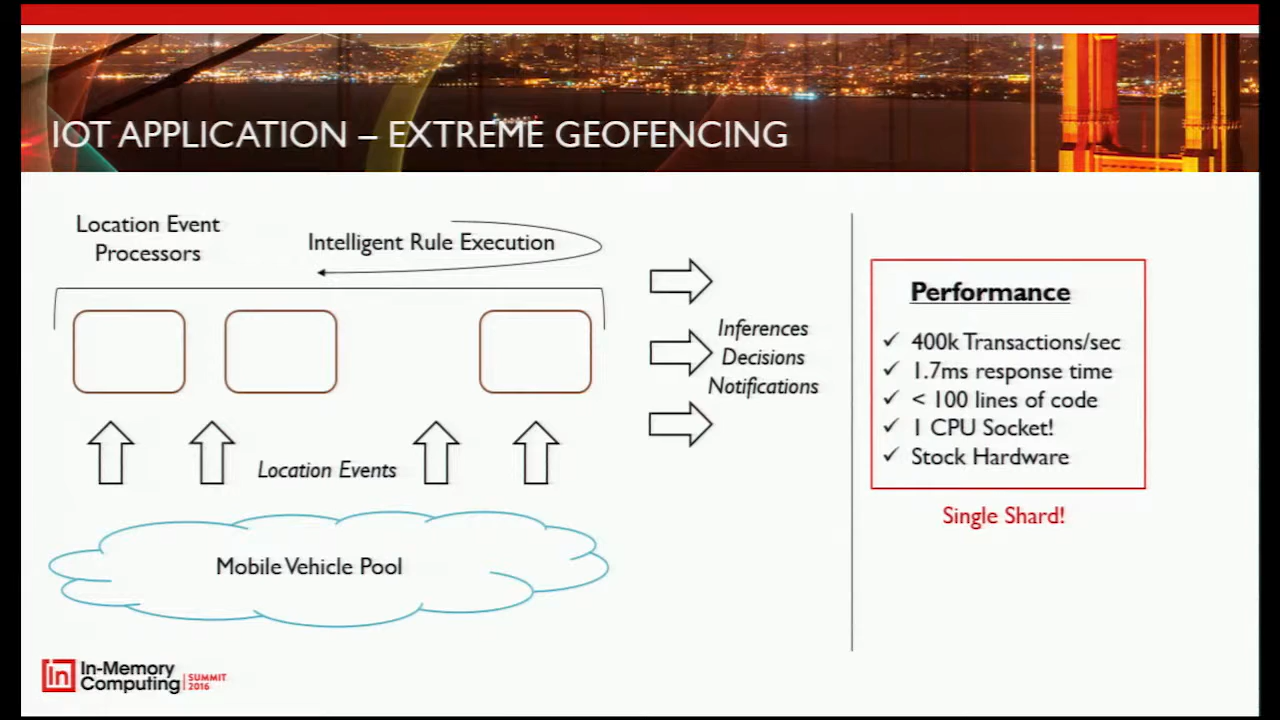 IOT APPLICATION – EXTREME GEOFENCING
Location Event
Processors
Intelligent Rule Execution
Inferences
Decisions
Notifications
Location Events
Mobile Vehicle Pool
Performance
✓ 400k Transactions/sec
✓ 1.7ms response time
✓ < 100 lines of code
✓ 1 CPU Socket!
✓ Stock Hardware
Single Shard!
In In-Memory
Computing
SUMMIT
2016